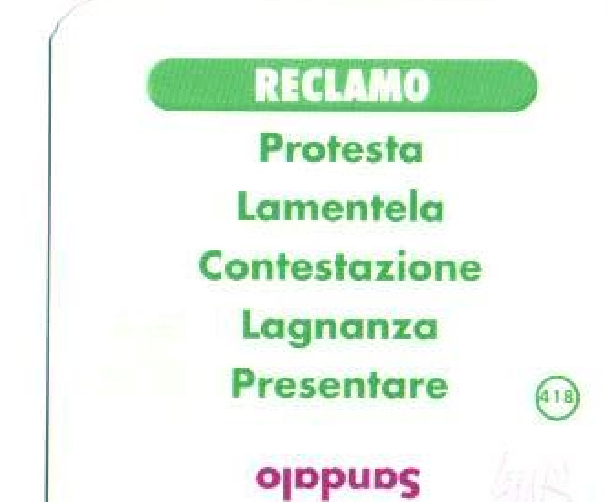 RECLAMO
Protesta
Lamentela
Contestazione
Lagnanza
Presentare
418
Sandalo